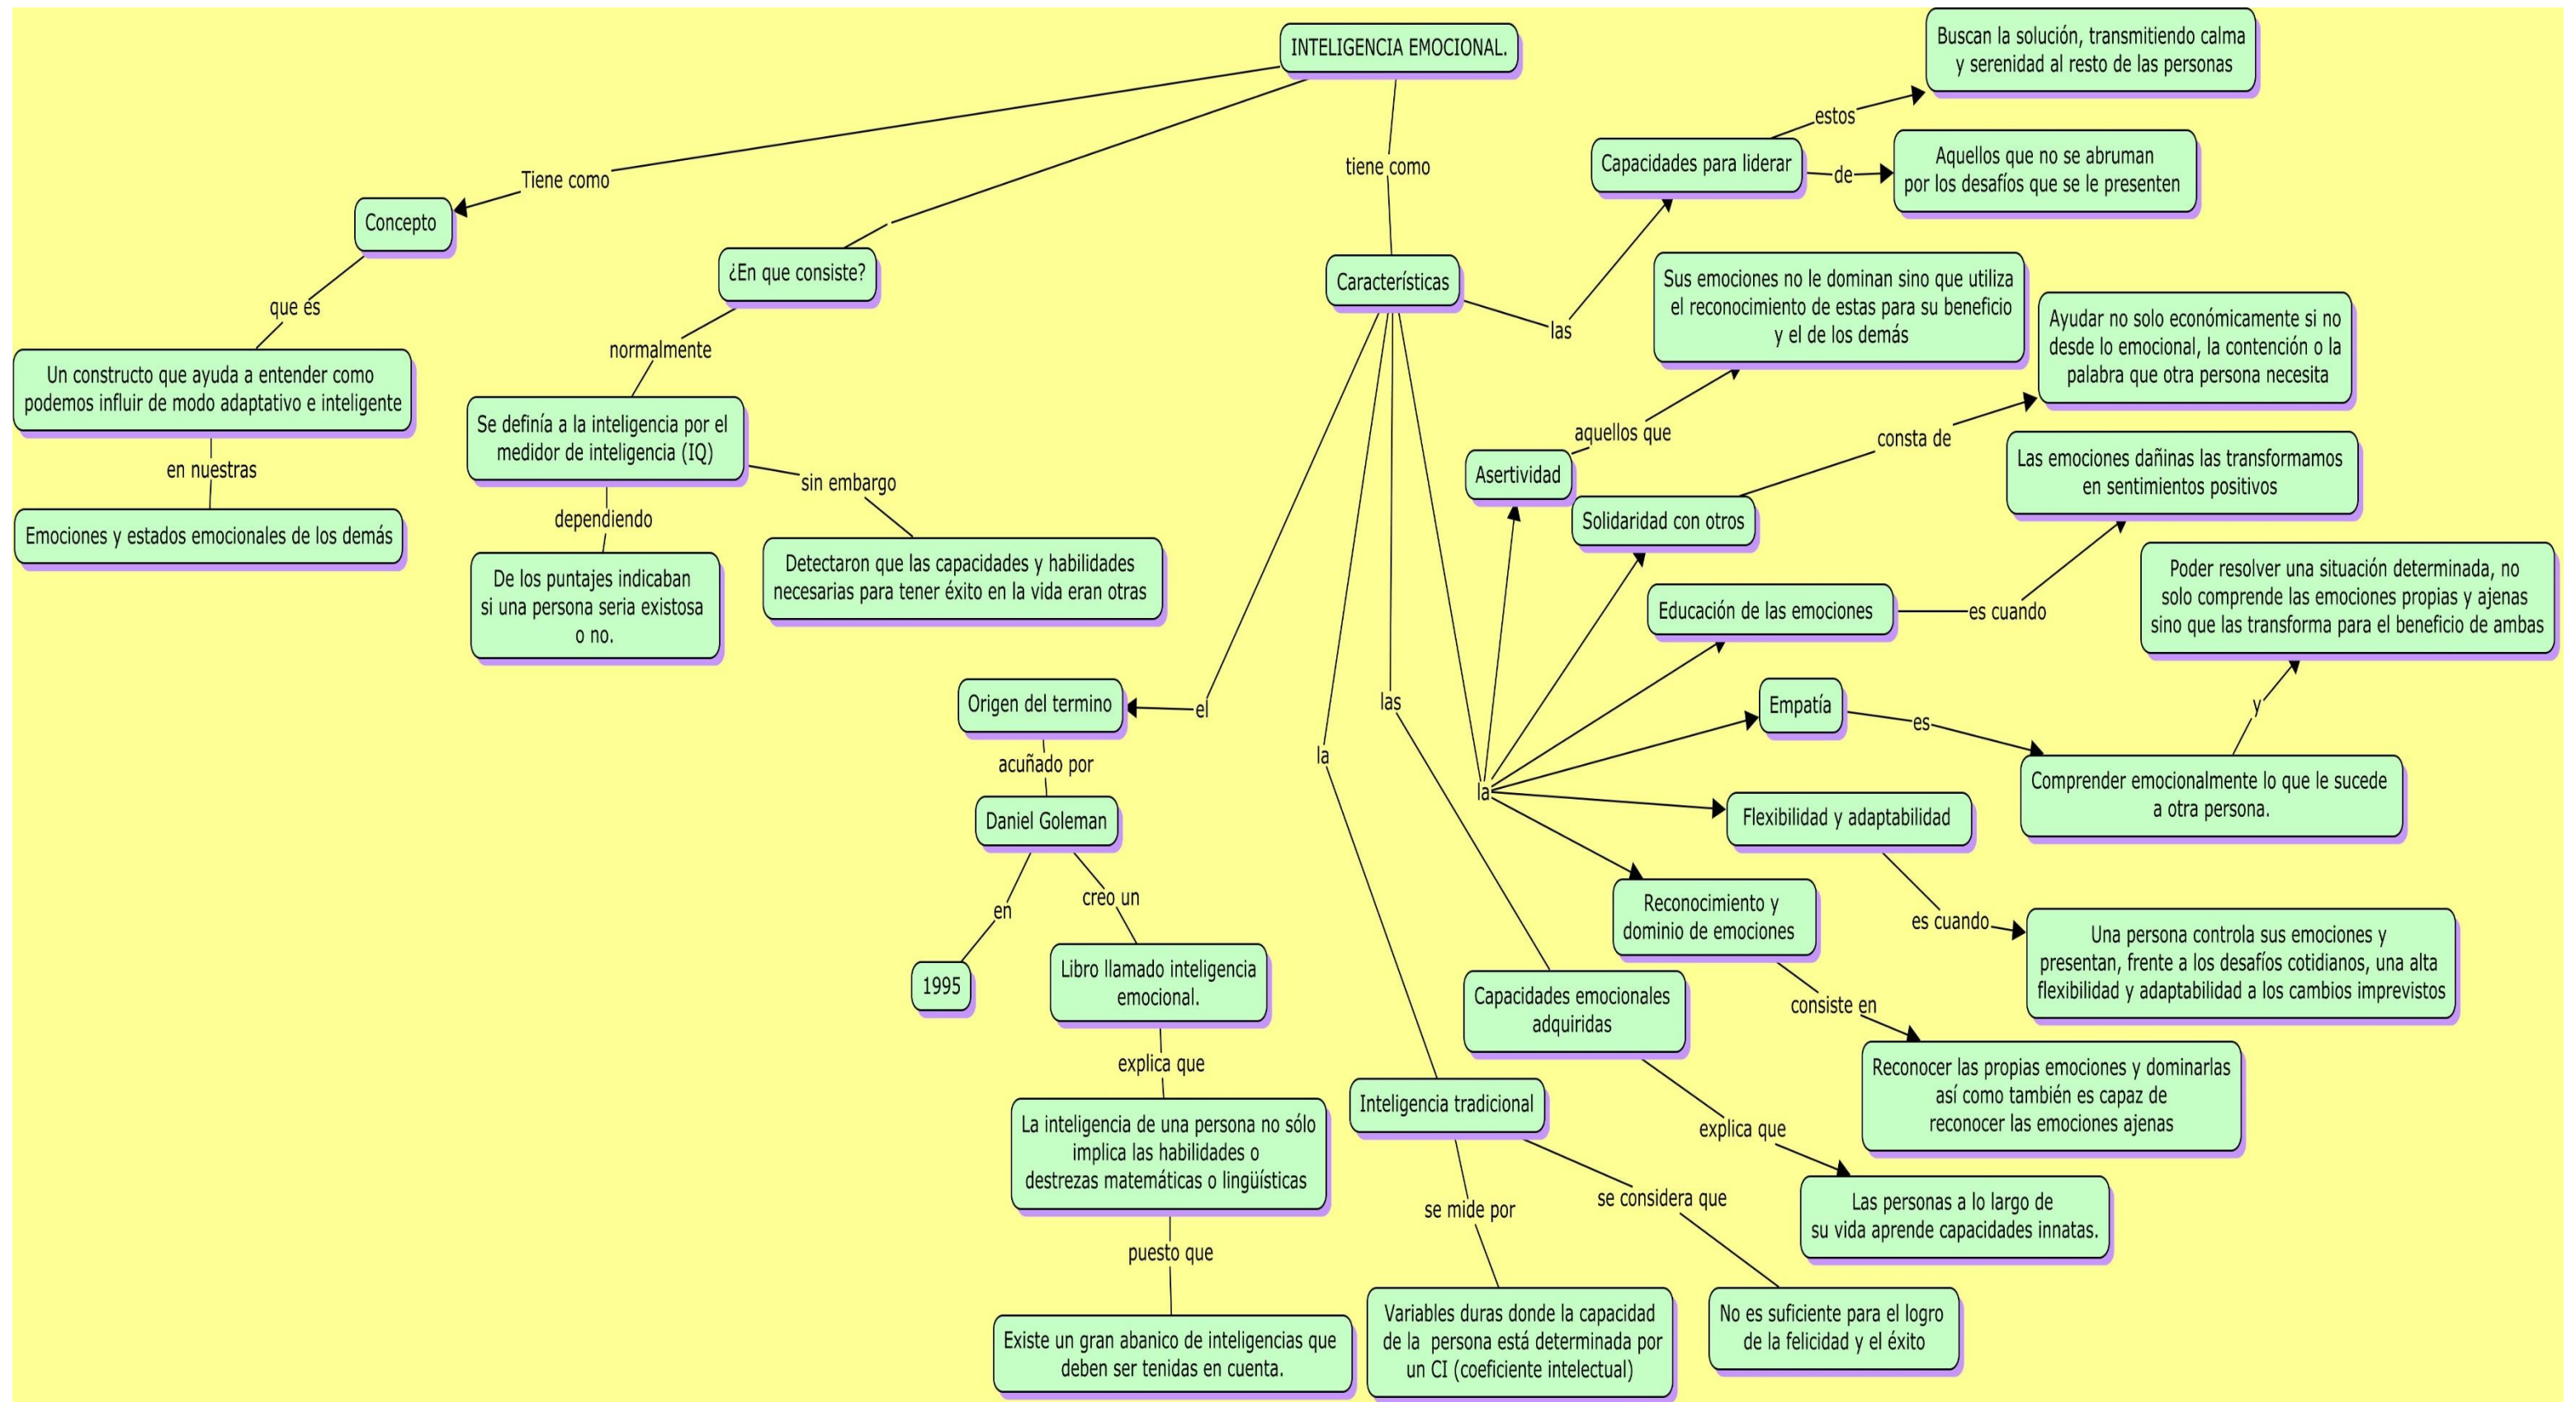 INTELIGENCIA EMOCIONAL.
Tiene como
Concepto
que es
Un constructo que ayuda a entender como
podemos influir de modo adaptativo e inteligente
en nuestras
Emociones y estados emocionales de los demás
¿En que consiste?
normalmente
Se definía a la inteligencia por el
medidor de inteligencia (IQ)
dependiendo
De los puntajes indicaban
si una persona seria existosa
o no.
sin embargo
Detectaron que las capacidades y habilidades
necesarias para tener éxito en la vida eran otras
tiene como
Características
el
Origen del termino
acuñado por
Daniel Goleman
en
1995
creo un
Libro llamado inteligencia
emocional.
explica que
La inteligencia de una persona no sólo
implica las habilidades o
destrezas matemáticas o lingüísticas
puesto que
Existe un gran abanico de inteligencias que
deben ser tenidas en cuenta.
la
Inteligencia tradicional
se mide por
Variables duras donde la capacidad
de la persona está determinada por
un CI (coeficiente intelectual)
se considera que
No es suficiente para el logro
de la felicidad y el éxito
las
Capacidades emocionales
adquiridas
explica que
Las personas a lo largo de
su vida aprende capacidades innatas.
las
Capacidades para liderar
estos
Buscan la solución, transmitiendo calma
y serenidad al resto de las personas
de
Aquellos que no se abruman
por los desafíos que se le presenten
la
Asertividad
aquellos que
Sus emociones no le dominan sino que utiliza
el reconocimiento de estas para su beneficio
y el de los demás
Solidaridad con otros
consta de
Ayudar no solo económicamente si no
desde lo emocional, la contención o la
palabra que otra persona necesita
Educación de las emociones
es cuando
Las emociones dañinas las transformamos
en sentimientos positivos
Empatía
es
Comprender emocionalmente lo que le sucede
a otra persona.
y
Poder resolver una situación determinada, no
solo comprende las emociones propias y ajenas
sino que las transforma para el beneficio de ambas
Flexibilidad y adaptabilidad
es cuando
Una persona controla sus emociones y
presentan, frente a los desafíos cotidianos, una alta
flexibilidad y adaptabilidad a los cambios imprevistos
Reconocimiento y
dominio de emociones
consiste en
Reconocer las propias emociones y dominarlas
así como también es capaz de
reconocer las emociones ajenas